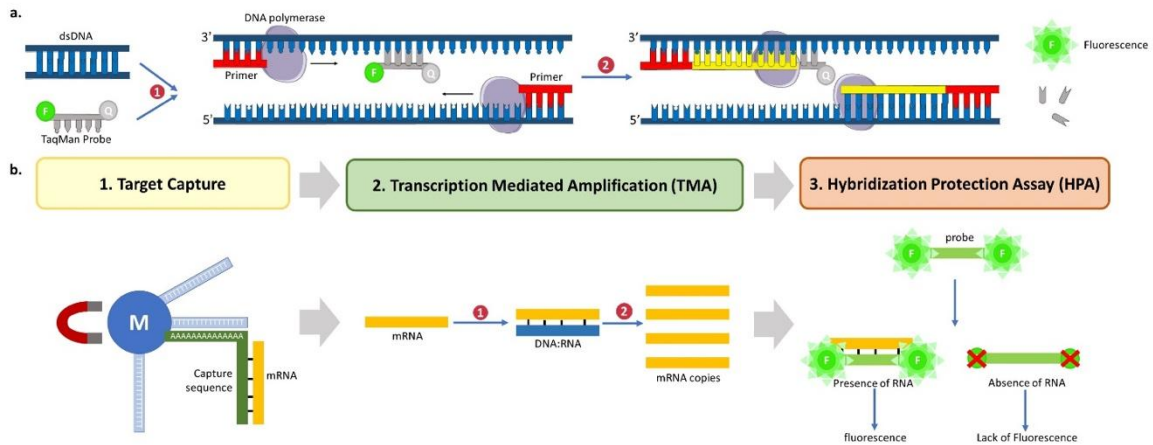 a.
dsDNA
F
Q
TaqMan Probe
1
3’
DNA polymerase
Primer
F
Q
Primer
5’
2
3’
Q
5’
F
Fluorescence
b.
1. Target Capture
2. Transcription Mediated Amplification (TMA)
3. Hybridization Protection Assay (HPA)
M
AAAAAAAAAAAAAA
Capture
sequence
mRNA
mRNA
1
DNA:RNA
2
mRNA copies
probe
F
F
F
F
Presence of RNA
fluorescence
Absence of RNA
Lack of Fluorescence